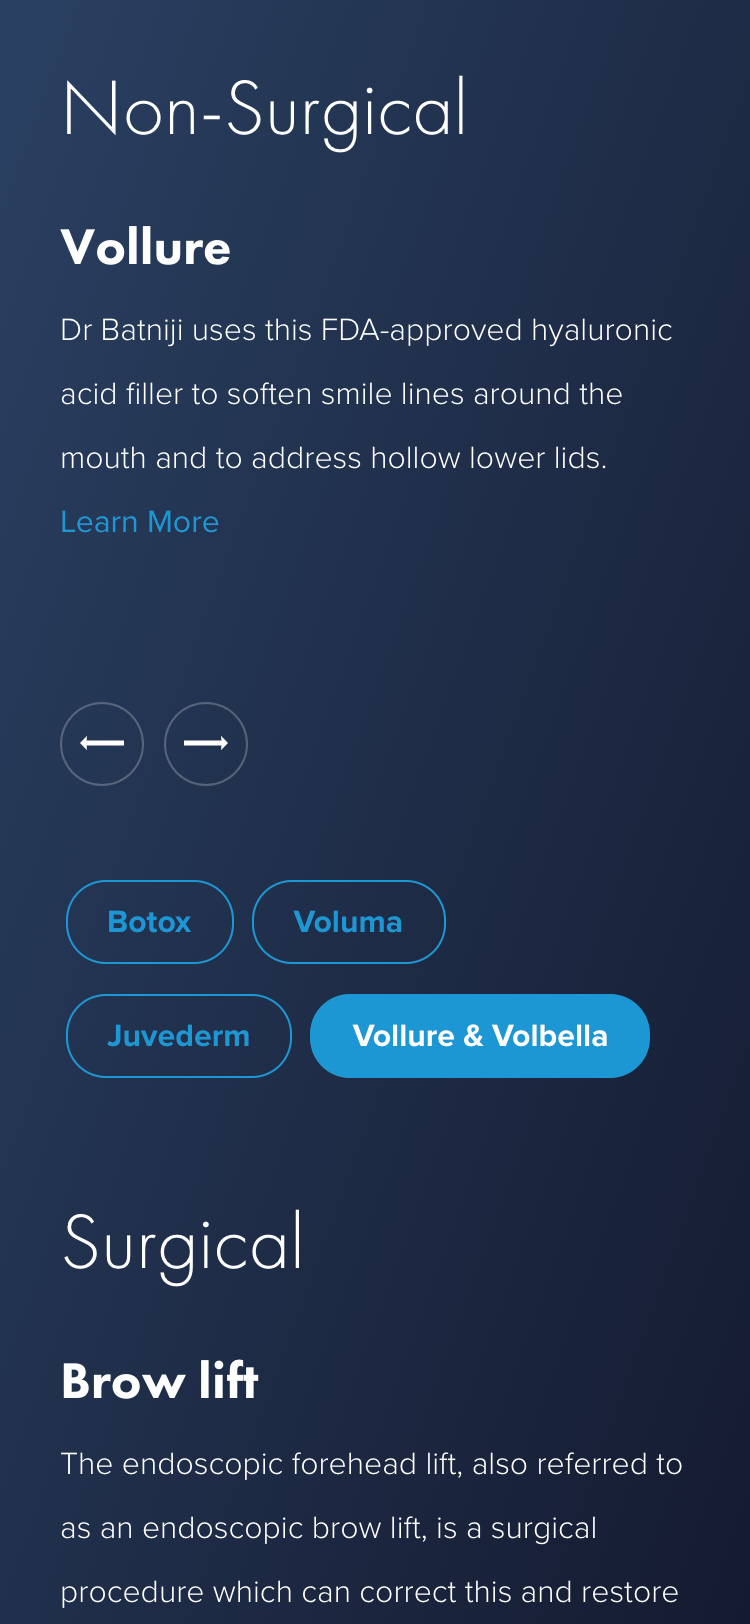 Non-Surgical
Vollure
Dr Batniji uses this FDA-approved hyaluronic
acid filler to soften smile lines around the
mouth and to address hollow lower lids.
Learn More
Botox
Voluma
Juvederm
Vollure & Volbella
Surgical
Brow lift
The endoscopic forehead lift, also referred to
as an endoscopic brow lift, is a surgical
procedure which can correct this and restore